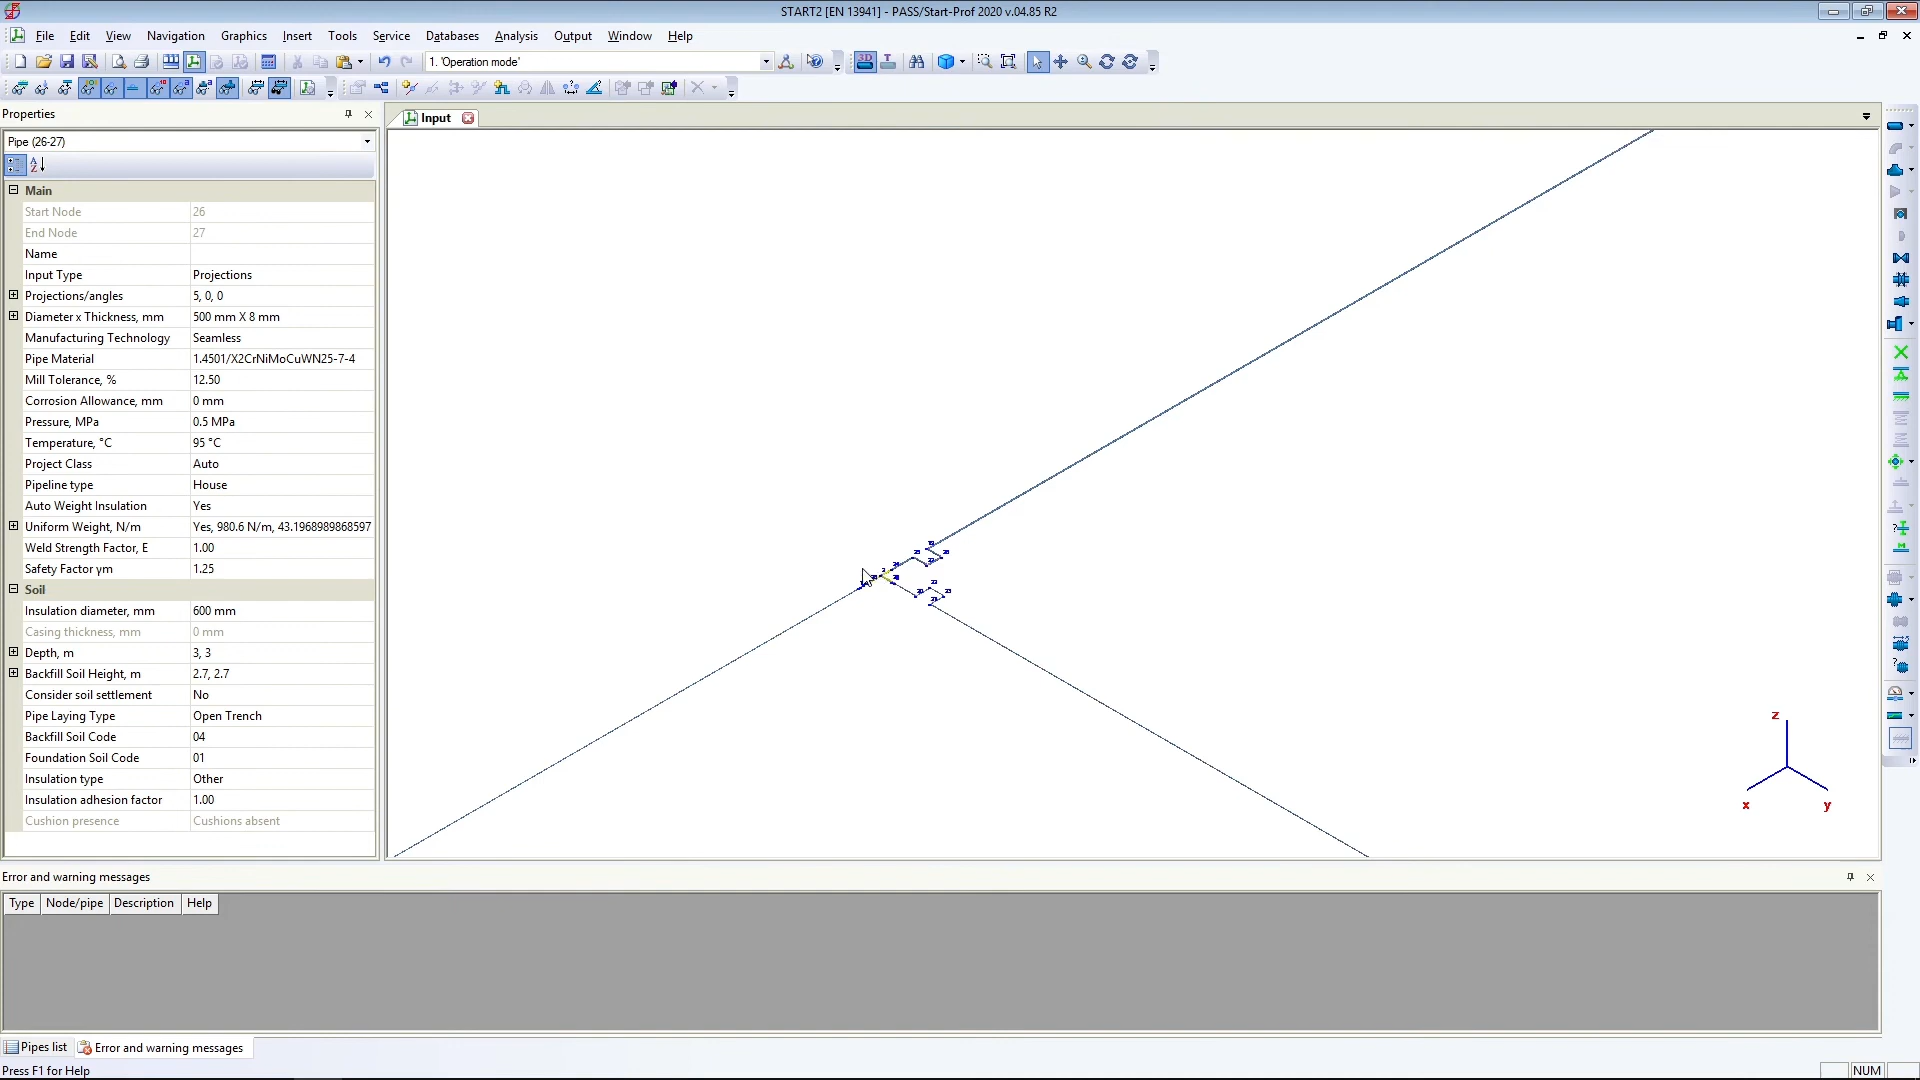 START2 [EN 13941] - PASS/Start-Prof 2020 v.04.85 R2
File Edit View Navigation Graphics Insert Tools Service Databases Analysis Output Window Help
1. 'Operation mode'
3D
Properties
Input
Pipe (26-27)
Main
Start Node 26
End Node 27
Name
Input Type Projections
Projections/angles 5, 0, 0
Diameter x Thickness, mm 500 mm X 8 mm
Manufacturing Technology Seamless
Pipe Material 1.4501/X2CrNiMoCuWN25-7-4
Mill Tolerance, % 12.50
Corrosion Allowance, mm 0 mm
Pressure, MPa 0.5 MPa
Temperature, °C 95 °C
Project Class Auto
Pipeline type House
Auto Weight Insulation Yes
Uniform Weight, N/m Yes, 980.6 N/m, 43.1968989868597
Weld Strength Factor, E 1.00
Safety Factor γm 1.25
Soil
Insulation diameter, mm 600 mm
Casing thickness, mm 0 mm
Depth, m 3, 3
Backfill Soil Height, m 2.7, 2.7
Consider soil settlement No
Pipe Laying Type Open Trench
Backfill Soil Code 04
Foundation Soil Code 01
Insulation type Other
Insulation adhesion factor 1.00
Cushion presence Cushions absent
z
x
y
Error and warning messages
Type Node/pipe Description Help
Pipes list Error and warning messages
Press F1 for Help
NUM